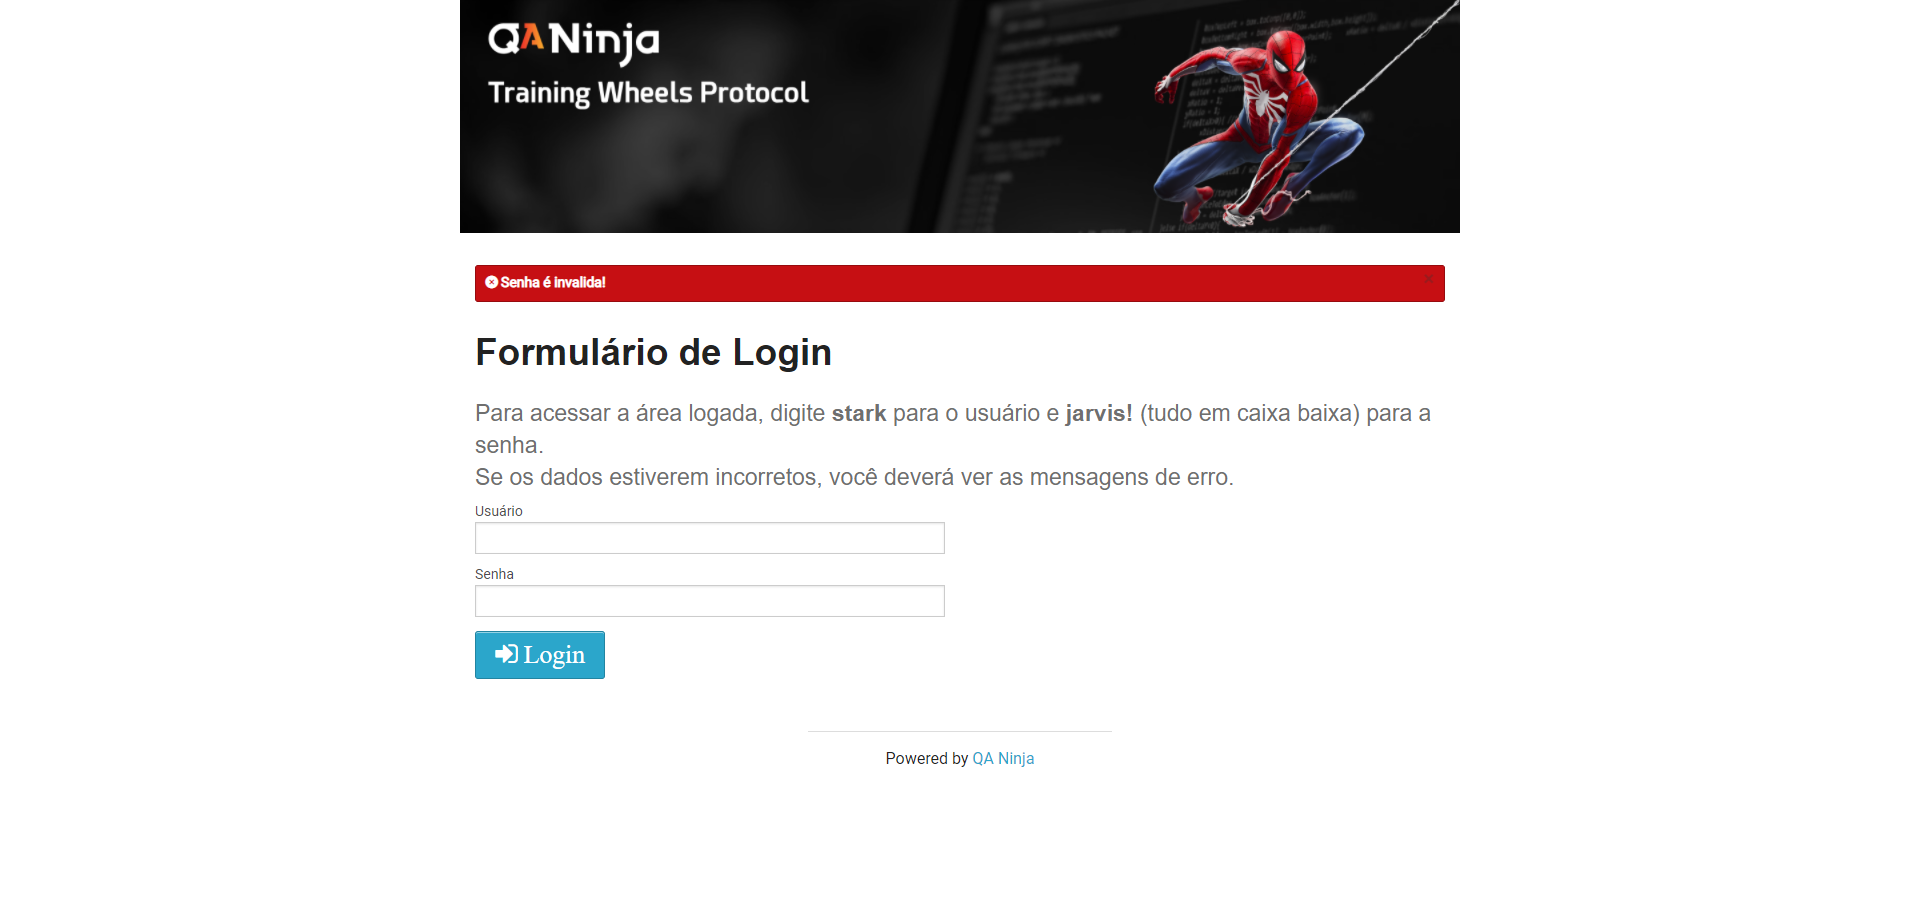 QANinja
Training Wheels Protocol
Senha é invalida!
Formulário de Login
Para acessar a área logada, digite stark para o usuário e jarvis! (tudo em caixa baixa) para a
senha.
Se os dados estiverem incorretos, você deverá ver as mensagens de erro.
Usuário
Senha
Login
Powered by QA Ninja